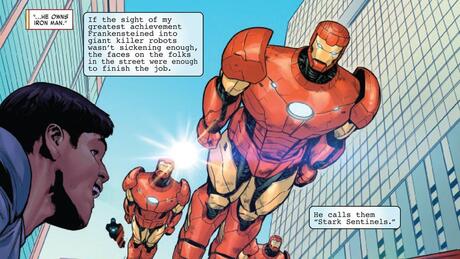 "...HE OWNS
IRON MAN."
If the sight of my
greatest achievement
Frankensteined into
giant killer robots
wasn't sickening enough,
the faces on the folks
in the street were enough
to finish the job.
He calls them
"Stark Sentinels."